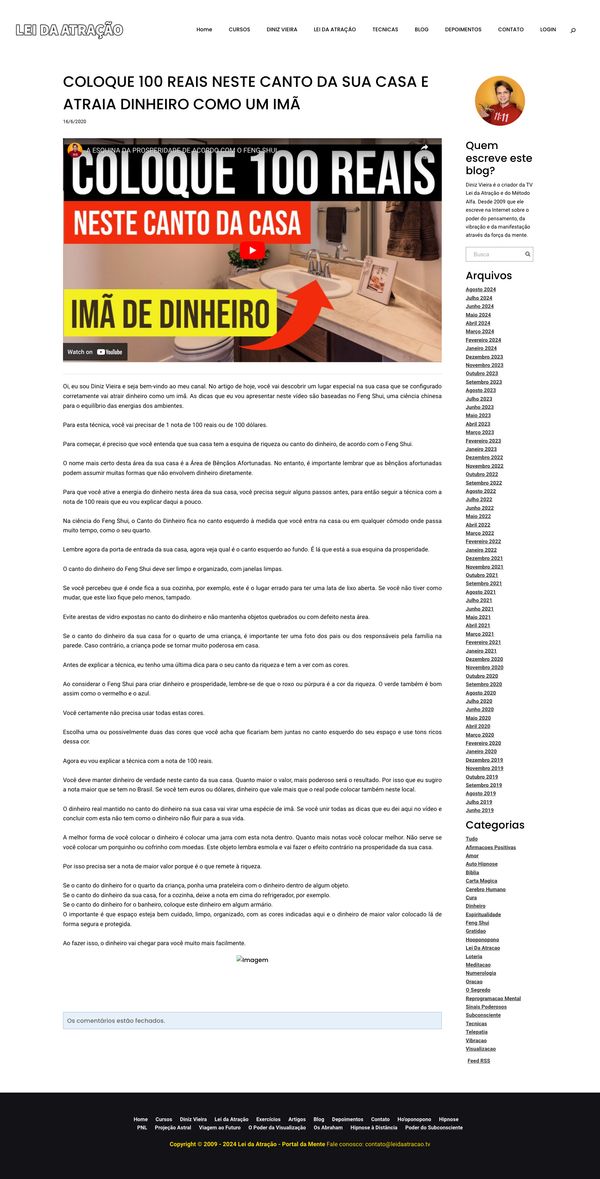 LEI DA ATRAÇÃO
Home CURSOS DINIZ VIEIRA LEI DA ATRAÇÃO TECNICAS BLOG DEPOIMENTOS CONTATO LOGIN
COLOQUE 100 REAIS NESTE CANTO DA SUA CASA E
ATRAIA DINHEIRO COMO UM IMÃ
16/6/2020
A ESQUINA DA PROSPERIDADE DE ACORDO COM O FENG SHUI
COLOQUE 100 REAIS
NESTE CANTO DA CASA
IMÃ DE DINHEIRO
Watch on YouTube
Oi, eu sou Diniz Vieira e seja bem-vindo ao meu canal. No artigo de hoje, você vai descobrir um lugar especial na sua casa que se configurado
corretamente vai atrair dinheiro como um imã. As dicas que eu vou apresentar neste vídeo são baseadas no Feng Shui, uma ciência chinesa
para o equilíbrio das energias dos ambientes.
Para esta técnica, você vai precisar de 1 nota de 100 reais ou de 100 dólares.
Para começar, é preciso que você entenda que sua casa tem a esquina de riqueza ou canto do dinheiro, de acordo com o Feng Shui.
O nome mais certo desta área da sua casa é a Área de Bênçãos Afortunadas. No entanto, é importante lembrar que as bênçãos afortunadas
podem assumir muitas formas que não envolvem dinheiro diretamente.
Para que você ative a energia do dinheiro nesta área da sua casa, você precisa seguir alguns passos antes, para então seguir a técnica com a
nota de 100 reais que eu vou explicar daqui a pouco.
Na ciência do Feng Shui, o Canto do Dinheiro fica no canto esquerdo à medida que você entra na casa ou em qualquer cômodo onde passa
muito tempo, como o seu quarto.
Lembre agora da porta de entrada da sua casa, agora veja qual é o canto esquerdo ao fundo. É lá que está a sua esquina da prosperidade.
O canto do dinheiro do Feng Shui deve ser limpo e organizado, com janelas limpas.
Se você percebeu que é onde fica a sua cozinha, por exemplo, este é o lugar errado para ter uma lata de lixo aberta. Se você não tiver como
mudar, que este lixo fique pelo menos, tampado.
Evite arestas de vidro expostas no canto do dinheiro e não mantenha objetos quebrados ou com defeito nesta área.
Se o canto do dinheiro da sua casa for o quarto de uma criança, é importante ter uma foto dos pais ou dos responsáveis pela família na
parede. Caso contrário, a criança pode se tornar muito poderosa em casa.
Antes de explicar a técnica, eu tenho uma última dica para o seu canto da riqueza e tem a ver com as cores.
Ao considerar o Feng Shui para criar dinheiro e prosperidade, lembre-se de que o roxo ou púrpura é a cor da riqueza. O verde também é bom
assim como o vermelho e o azul.
Você certamente não precisa usar todas estas cores.
Escolha uma ou possivelmente duas das cores que você acha que ficariam bem juntas no canto esquerdo do seu espaço e use tons ricos
dessa cor.
Agora eu vou explicar a técnica com a nota de 100 reais.
Você deve manter dinheiro de verdade neste canto da sua casa. Quanto maior o valor, mais poderoso será o resultado. Por isso que eu sugiro
a nota maior que se tem no Brasil. Se você tem euros ou dólares, dinheiro que vale mais que o real pode colocar também neste local.
O dinheiro real mantido no canto do dinheiro na sua casa vai virar uma espécie de imã. Se você unir todas as dicas que eu dei aqui no vídeo e
concluir com esta não tem como o dinheiro não fluir para a sua vida.
A melhor forma de você colocar o dinheiro é colocar uma jarra com esta nota dentro. Quanto mais notas você colocar melhor. Não serve se
você colocar um porquinho ou cofrinho com moedas. Este objeto lembra esmola e vai fazer o efeito contrário na prosperidade da sua casa.
Por isso precisa ser a nota de maior valor porque é o que remete à riqueza.
Se o canto do dinheiro for o quarto da criança, ponha uma prateleira com o dinheiro dentro de algum objeto.
Se o canto do dinheiro da sua casa, for a cozinha, deixe a nota em cima do refrigerador, por exemplo.
Se o canto do dinheiro for o banheiro, coloque este dinheiro em algum armário.
O importante é que espaço esteja bem cuidado, limpo, organizado, com as cores indicadas aqui e o dinheiro de maior valor colocado lá de
forma segura e protegida.
Ao fazer isso, o dinheiro vai chegar para você muito mais facilmente.
Imagem
Os comentários estão fechados.
11:11
Quem
escreve este
blog?
Diniz Vieira é o criador da TV
Lei da Atração e do Método
Alfa. Desde 2009 que ele
escreve na Internet sobre o
poder do pensamento, da
vibração e da manifestação
através da força da mente.
Busca
Arquivos
Agosto 2024
Julho 2024
Junho 2024
Maio 2024
Abril 2024
Março 2024
Fevereiro 2024
Janeiro 2024
Dezembro 2023
Novembro 2023
Outubro 2023
Setembro 2023
Agosto 2023
Julho 2023
Junho 2023
Maio 2023
Abril 2023
Março 2023
Fevereiro 2023
Janeiro 2023
Dezembro 2022
Novembro 2022
Outubro 2022
Setembro 2022
Agosto 2022
Julho 2022
Junho 2022
Maio 2022
Abril 2022
Março 2022
Fevereiro 2022
Janeiro 2022
Dezembro 2021
Novembro 2021
Outubro 2021
Setembro 2021
Agosto 2021
Julho 2021
Junho 2021
Maio 2021
Abril 2021
Março 2021
Fevereiro 2021
Janeiro 2021
Dezembro 2020
Novembro 2020
Outubro 2020
Setembro 2020
Agosto 2020
Julho 2020
Junho 2020
Maio 2020
Abril 2020
Março 2020
Fevereiro 2020
Janeiro 2020
Dezembro 2019
Novembro 2019
Outubro 2019
Setembro 2019
Agosto 2019
Julho 2019
Junho 2019
Categorias
Tudo
Afirmacoes Positivas
Amor
Auto Hipnose
Bíblia
Carta Magica
Cerebro Humano
Cura
Dinheiro
Espiritualidade
Feng Shui
Gratidao
Hooponopono
Lei Da Atracao
Loteria
Meditacao
Numerologia
Oracao
O Segredo
Reprogramacao Mental
Sinais Poderosos
Subconsciente
Tecnicas
Telepatia
Vibracao
Visualizacao
Feed RSS
Home Cursos Diniz Vieira Lei da Atração Exercícios Artigos Blog Depoimentos Contato Ho'oponopono Hipnose
PNL Projeção Astral Viagem ao Futuro O Poder da Visualização Os Abraham Hipnose à Distância Poder do Subconsciente
Copyright © 2009 - 2024 Lei da Atração - Portal da Mente Fale conosco: contato@leidaatracao.tv